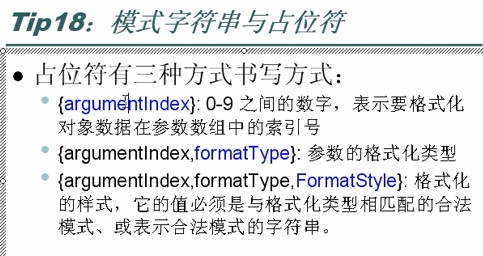 Tip18：模式字符串与占位符
占位符有三种方式书写方式：
{argumentIndex}: 0-9 之间的数字，表示要格式化
对象数据在参数数组中的索引号
{argumentIndex,formatType}: 参数的格式化类型
{argumentIndex,formatType,FormatStyle}: 格式化
的样式，它的值必须是与格式化类型相匹配的合法
模式、或表示合法模式的字符串。